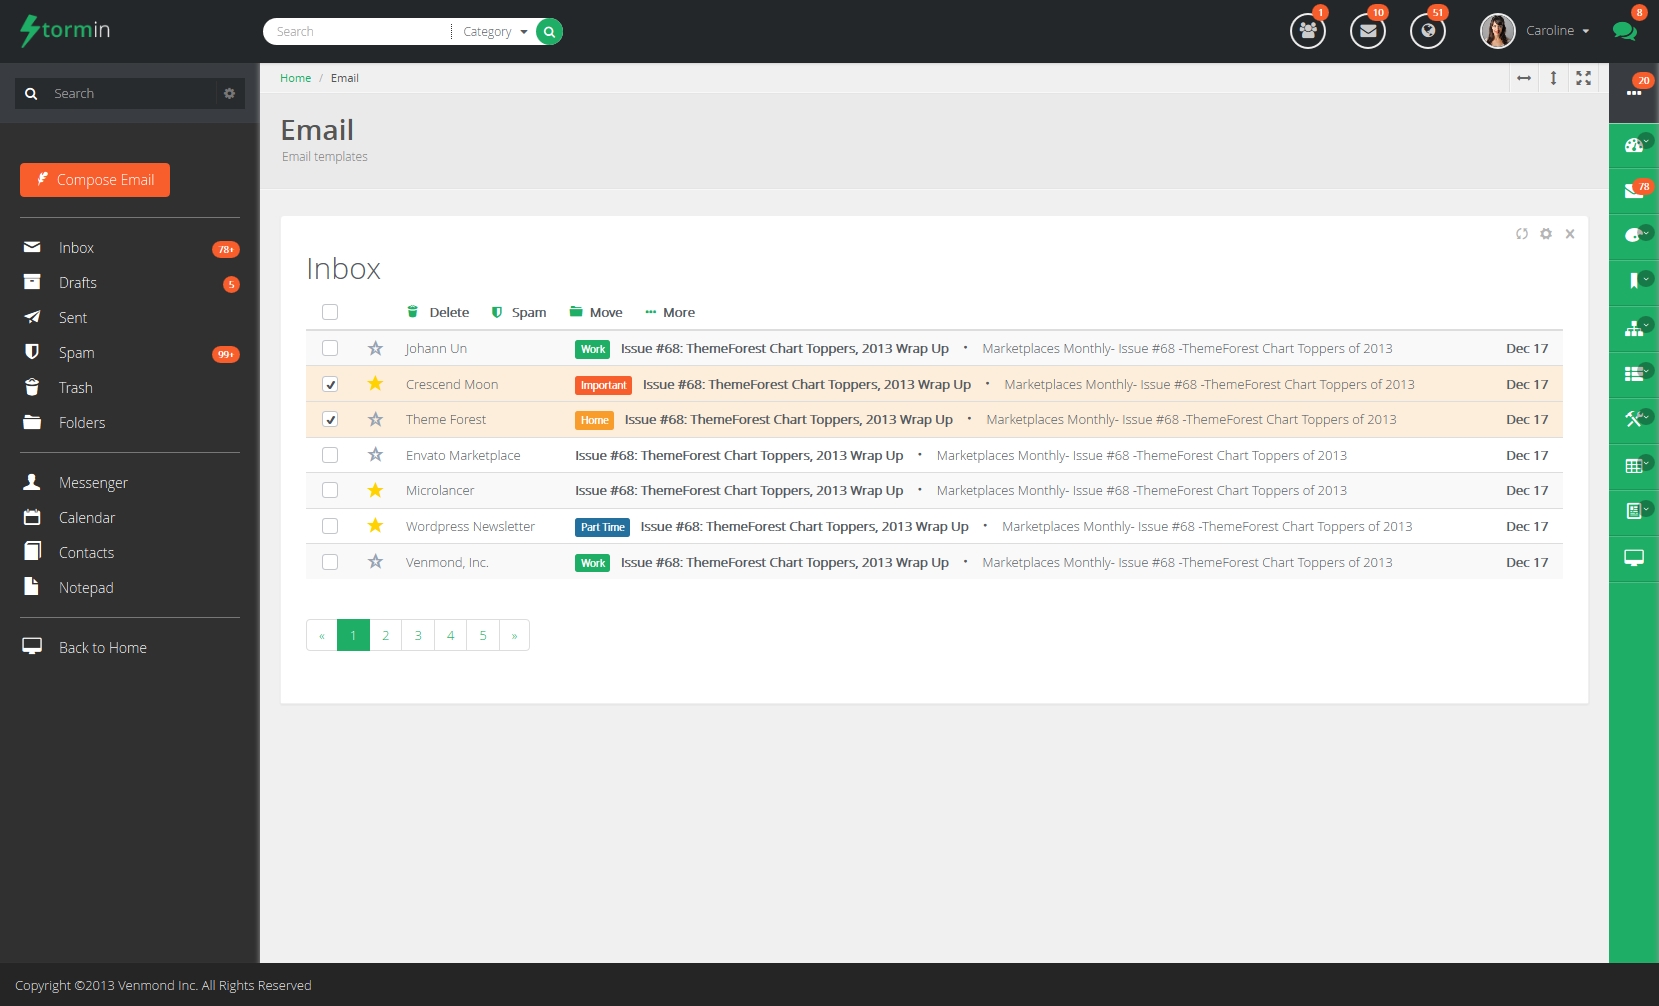 Stormin
Search
Category
1
10
51
Caroline
8
Search
Home / Email
20
Email
Email templates
Compose Email
Inbox 78+
Drafts 5
Sent
Spam 99+
Trash
Folders
Messenger
Calendar
Contacts
Notepad
Back to Home
Inbox
Delete Spam Move More
Johann Un Work Issue #68: ThemeForest Chart Toppers, 2013 Wrap Up • Marketplaces Monthly- Issue #68 -ThemeForest Chart Toppers of 2013 Dec 17
Crescend Moon Important Issue #68: ThemeForest Chart Toppers, 2013 Wrap Up • Marketplaces Monthly- Issue #68 -ThemeForest Chart Toppers of 2013 Dec 17
Theme Forest Home Issue #68: ThemeForest Chart Toppers, 2013 Wrap Up • Marketplaces Monthly- Issue #68 -ThemeForest Chart Toppers of 2013 Dec 17
Envato Marketplace Issue #68: ThemeForest Chart Toppers, 2013 Wrap Up • Marketplaces Monthly- Issue #68 -ThemeForest Chart Toppers of 2013 Dec 17
Microlancer Issue #68: ThemeForest Chart Toppers, 2013 Wrap Up • Marketplaces Monthly- Issue #68 -ThemeForest Chart Toppers of 2013 Dec 17
Wordpress Newsletter Part Time Issue #68: ThemeForest Chart Toppers, 2013 Wrap Up • Marketplaces Monthly- Issue #68 -ThemeForest Chart Toppers of 2013 Dec 17
Venmond, Inc. Work Issue #68: ThemeForest Chart Toppers, 2013 Wrap Up • Marketplaces Monthly- Issue #68 -ThemeForest Chart Toppers of 2013 Dec 17
« 1 2 3 4 5 »
78
Copyright ©2013 Venmond Inc. All Rights Reserved